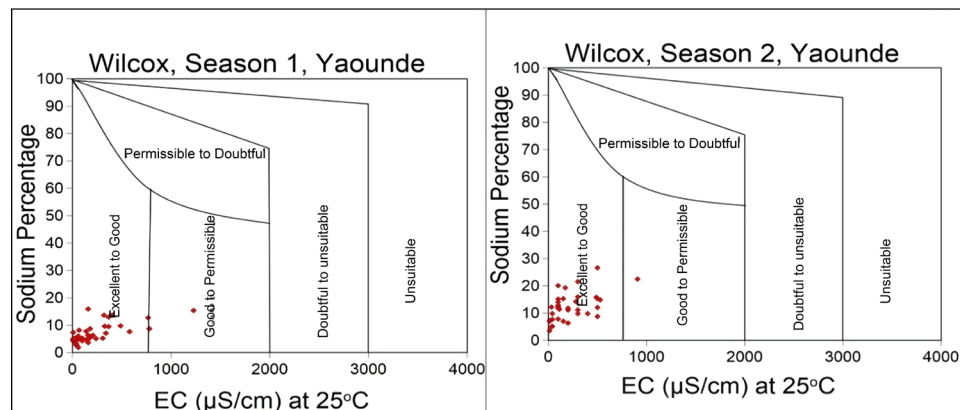 Wilcox, Season 1, Yaounde
Sodium Percentage
100
90
80
70
60
50
40
30
20
10
0
Permissible to Doubtful
Excellent to Good
Good to Permissible
Doubtful to unsuitable
Unsuitable
0
1000
2000
3000
4000
EC (µS/cm) at 25°C
Wilcox, Season 2, Yaounde
Sodium Percentage
100
90
80
70
60
50
40
30
20
10
0
Permissible to Doubtful
Excellent to Good
Good to Permissible
Doubtful to unsuitable
Unsuitable
0
1000
2000
3000
4000
EC (µS/cm) at 25°C